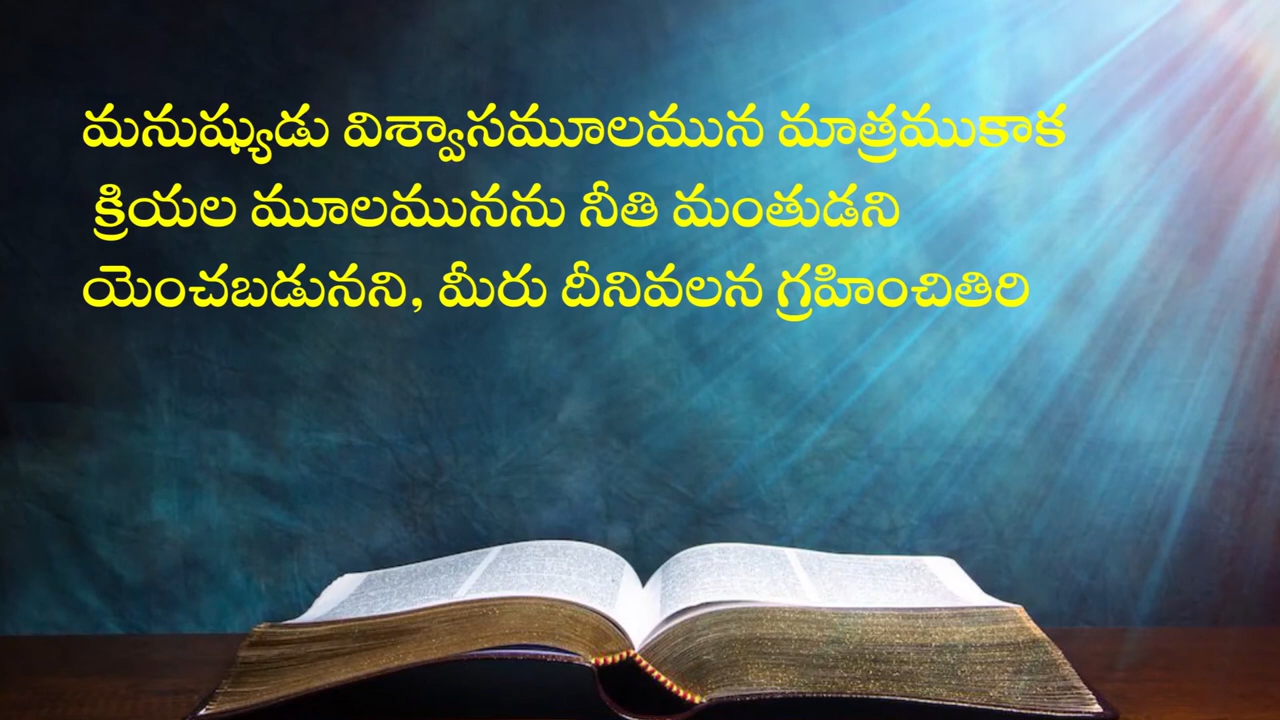 మనుష్యుడు విశ్వాసమూలమున మాత్రముకాక
క్రియల మూలమునను నీతి మంతుడని
యెంచబడునని, మీరు దీనివలన గ్రహించితిరి